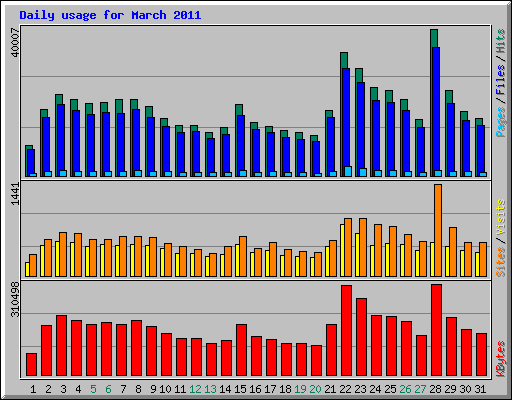 Daily usage for March 2011
40007
Pages / Files / Hits
1441
Sites / Visits
310498
KBytes
1 2 3 4 5 6 7 8 9 10 11 12 13 14 15 16 17 18 19 20 21 22 23 24 25 26 27 28 29 30 31